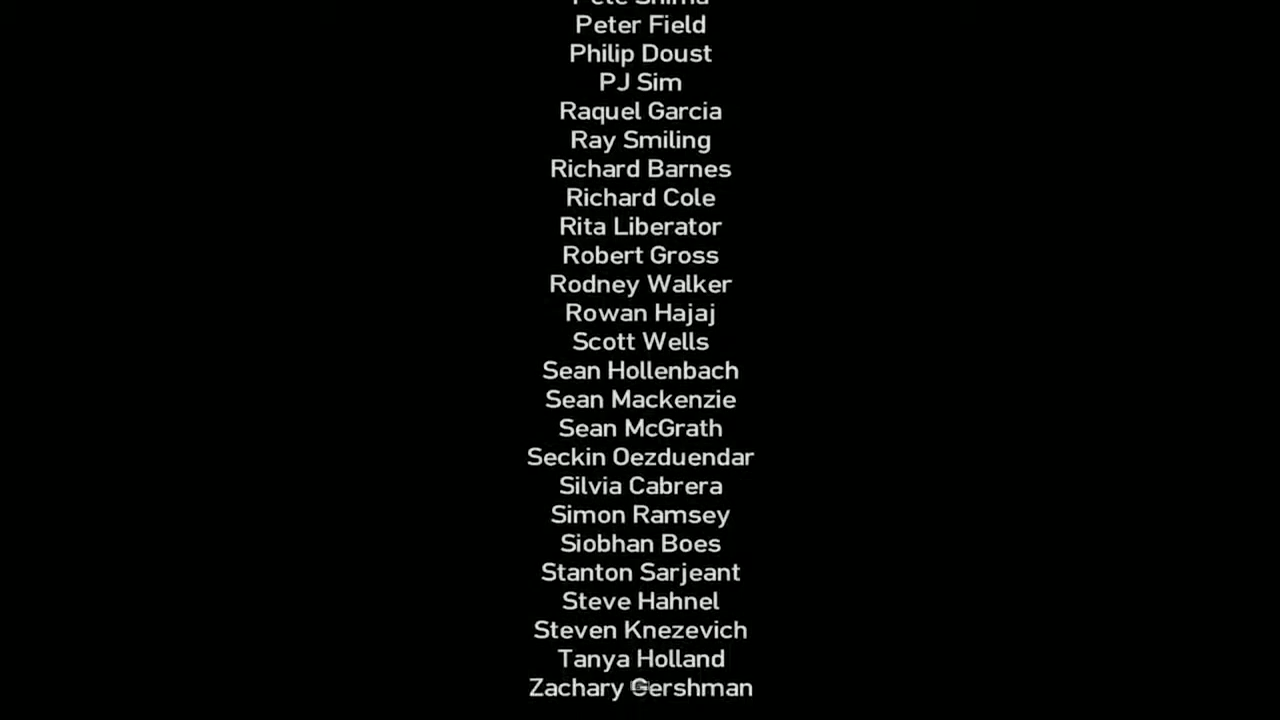 Pete Shima
Peter Field
Philip Doust
PJ Sim
Raquel Garcia
Ray Smiling
Richard Barnes
Richard Cole
Rita Liberator
Robert Gross
Rodney Walker
Rowan Hajaj
Scott Wells
Sean Hollenbach
Sean Mackenzie
Sean McGrath
Seckin Oezduendar
Silvia Cabrera
Simon Ramsey
Siobhan Boes
Stanton Sarjeant
Steve Hahnel
Steven Knezevich
Tanya Holland
Zachary Gershman